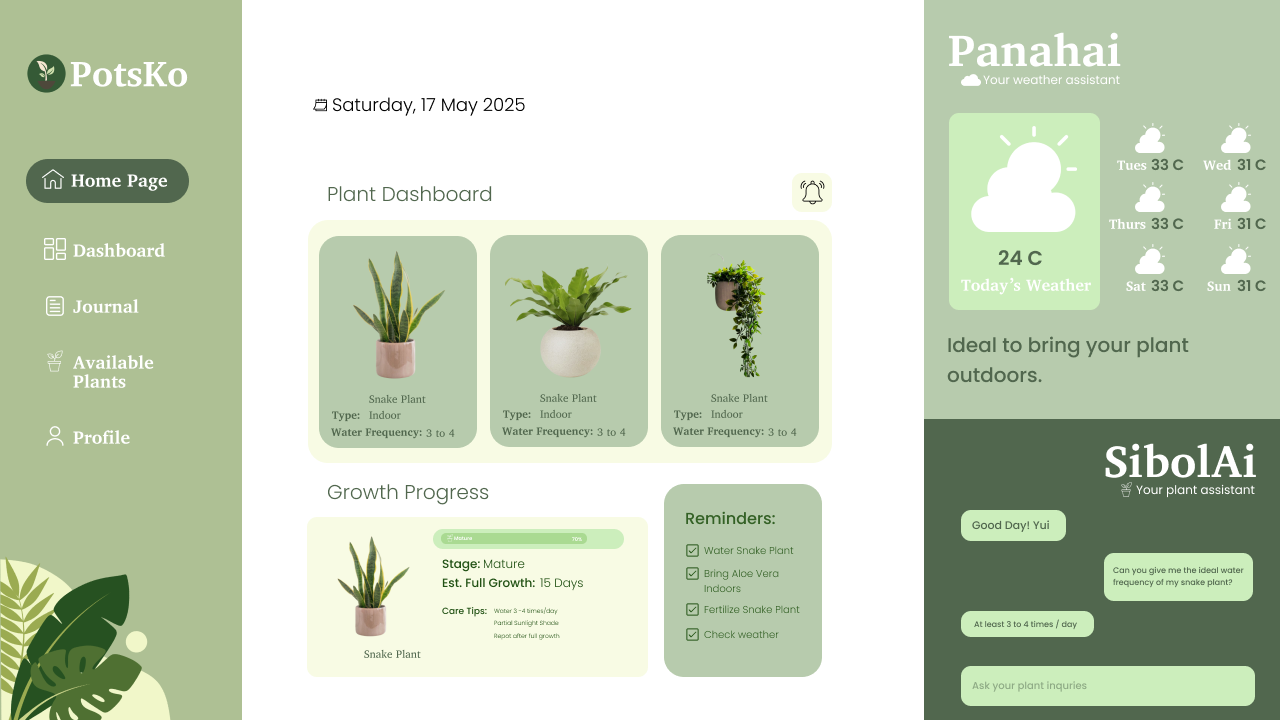 PotsKo
Home Page
Dashboard
Journal
Available
Plants
Profile
Saturday, 17 May 2025
Plant Dashboard
Snake Plant
Type: Indoor
Water Frequency: 3 to 4
Snake Plant
Type: Indoor
Water Frequency: 3 to 4
Snake Plant
Type: Indoor
Water Frequency: 3 to 4
Growth Progress
Mature 70%
Stage: Mature
Est. Full Growth: 15 Days
Care Tips: Water 3 -4 times/day
Partial Sunlight Shade
Repot after full growth
Snake Plant
Reminders:
Water Snake Plant
Bring Aloe Vera
Indoors
Fertilize Snake Plant
Check weather
Panahai
Your weather assistant
24 C
Today's Weather
Tues 33 C
Wed 31 C
Thurs 33 C
Fri 31 C
Sat 33 C
Sun 31 C
Ideal to bring your plant
outdoors.
SibolAi
Your plant assistant
Good Day! Yui
Can you give me the ideal water
frequency of my snake plant?
At least 3 to 4 times / day
Ask your plant inquries